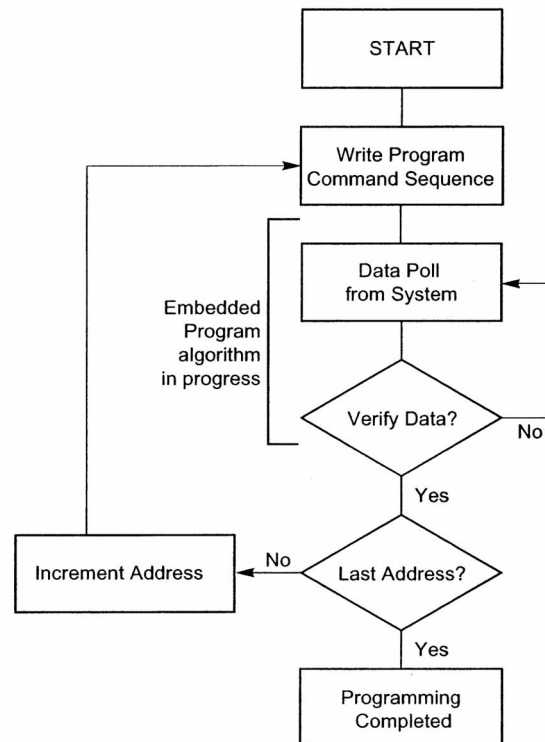 START
Write Program
Command Sequence
Data Poll
from System
Embedded
Program
algorithm
in progress
Verify Data?
No
Yes
Increment Address
No
Last Address?
Yes
Programming
Completed